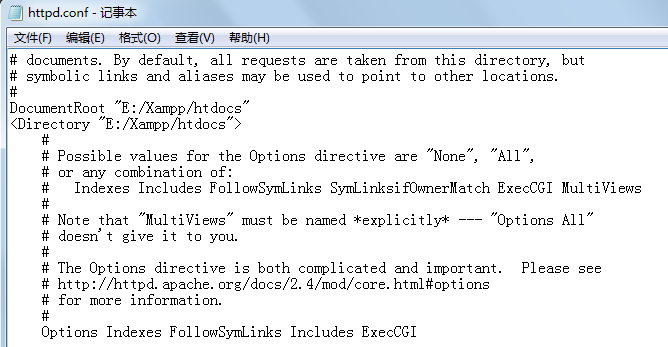 httpd.conf - 记事本
文件(F) 编辑(E) 格式(O) 查看(V) 帮助(H)
# documents. By default, all requests are taken from this directory, but
# symbolic links and aliases may be used to point to other locations.
#
DocumentRoot "E:/Xampp/htdocs"
<Directory "E:/Xampp/htdocs">
    #
    # Possible values for the Options directive are "None", "All",
    # or any combination of:
    #   Indexes Includes FollowSymLinks SymLinksifOwnerMatch ExecCGI MultiViews
    #
    # Note that "MultiViews" must be named *explicitly* --- "Options All"
    # doesn't give it to you.
    #
    # The Options directive is both complicated and important.  Please see
    # http://httpd.apache.org/docs/2.4/mod/core.html#options
    # for more information.
    #
    Options Indexes FollowSymLinks Includes ExecCGI